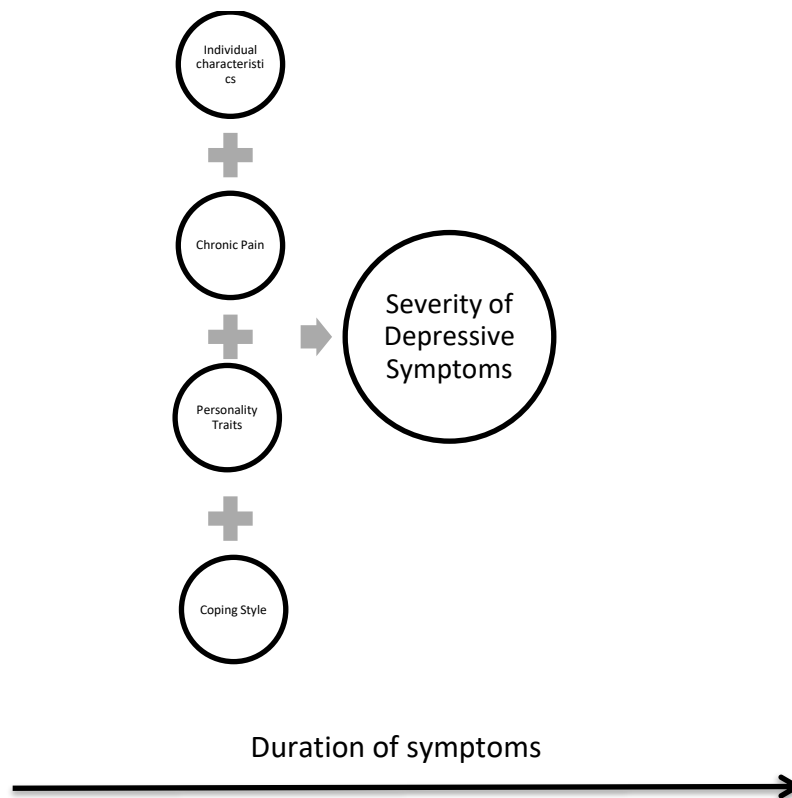 Individual
characteristi
cs
Chronic Pain
Severity of
Depressive
Symptoms
Personality
Traits
Coping Style
Duration of symptoms